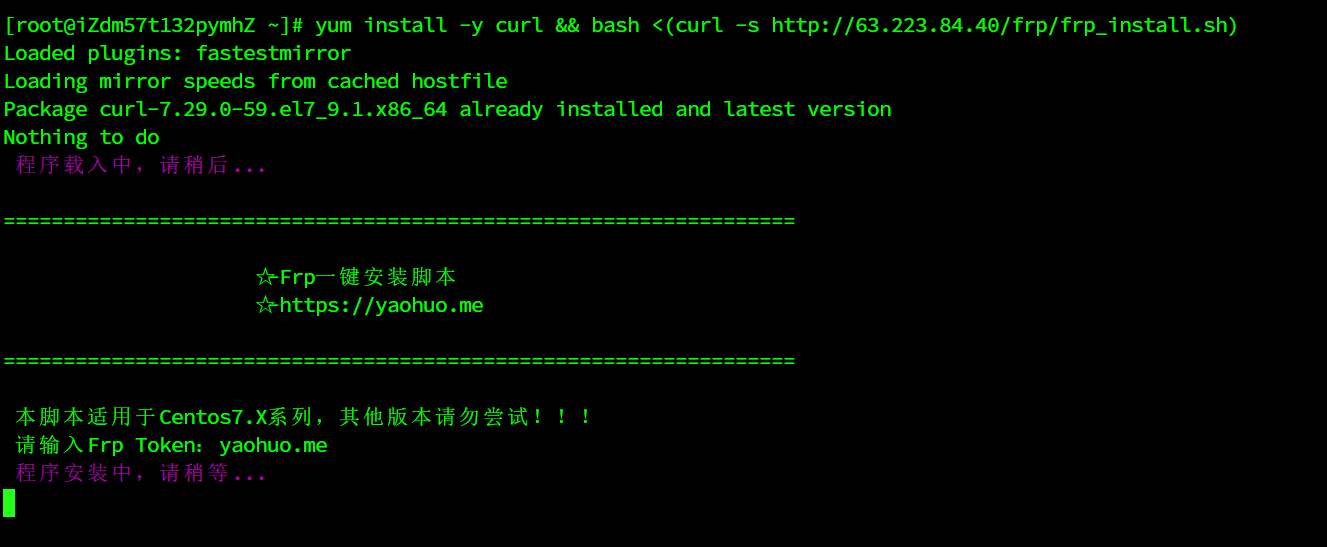 [root@iZdm57t132pymhZ ~]# yum install -y curl && bash <(curl -s http://63.223.84.40/frp/frp_install.sh)
Loaded plugins: fastestmirror
Loading mirror speeds from cached hostfile
Package curl-7.29.0-59.el7_9.1.x86_64 already installed and latest version
Nothing to do
程序载入中，请稍后...
==================================================================
☆-Frp一键安装脚本
☆-https://yaohuo.me
==================================================================
本脚本适用于Centos7.X系列，其他版本请勿尝试！！！
请输入Frp Token：yaohuo.me
程序安装中，请稍等...